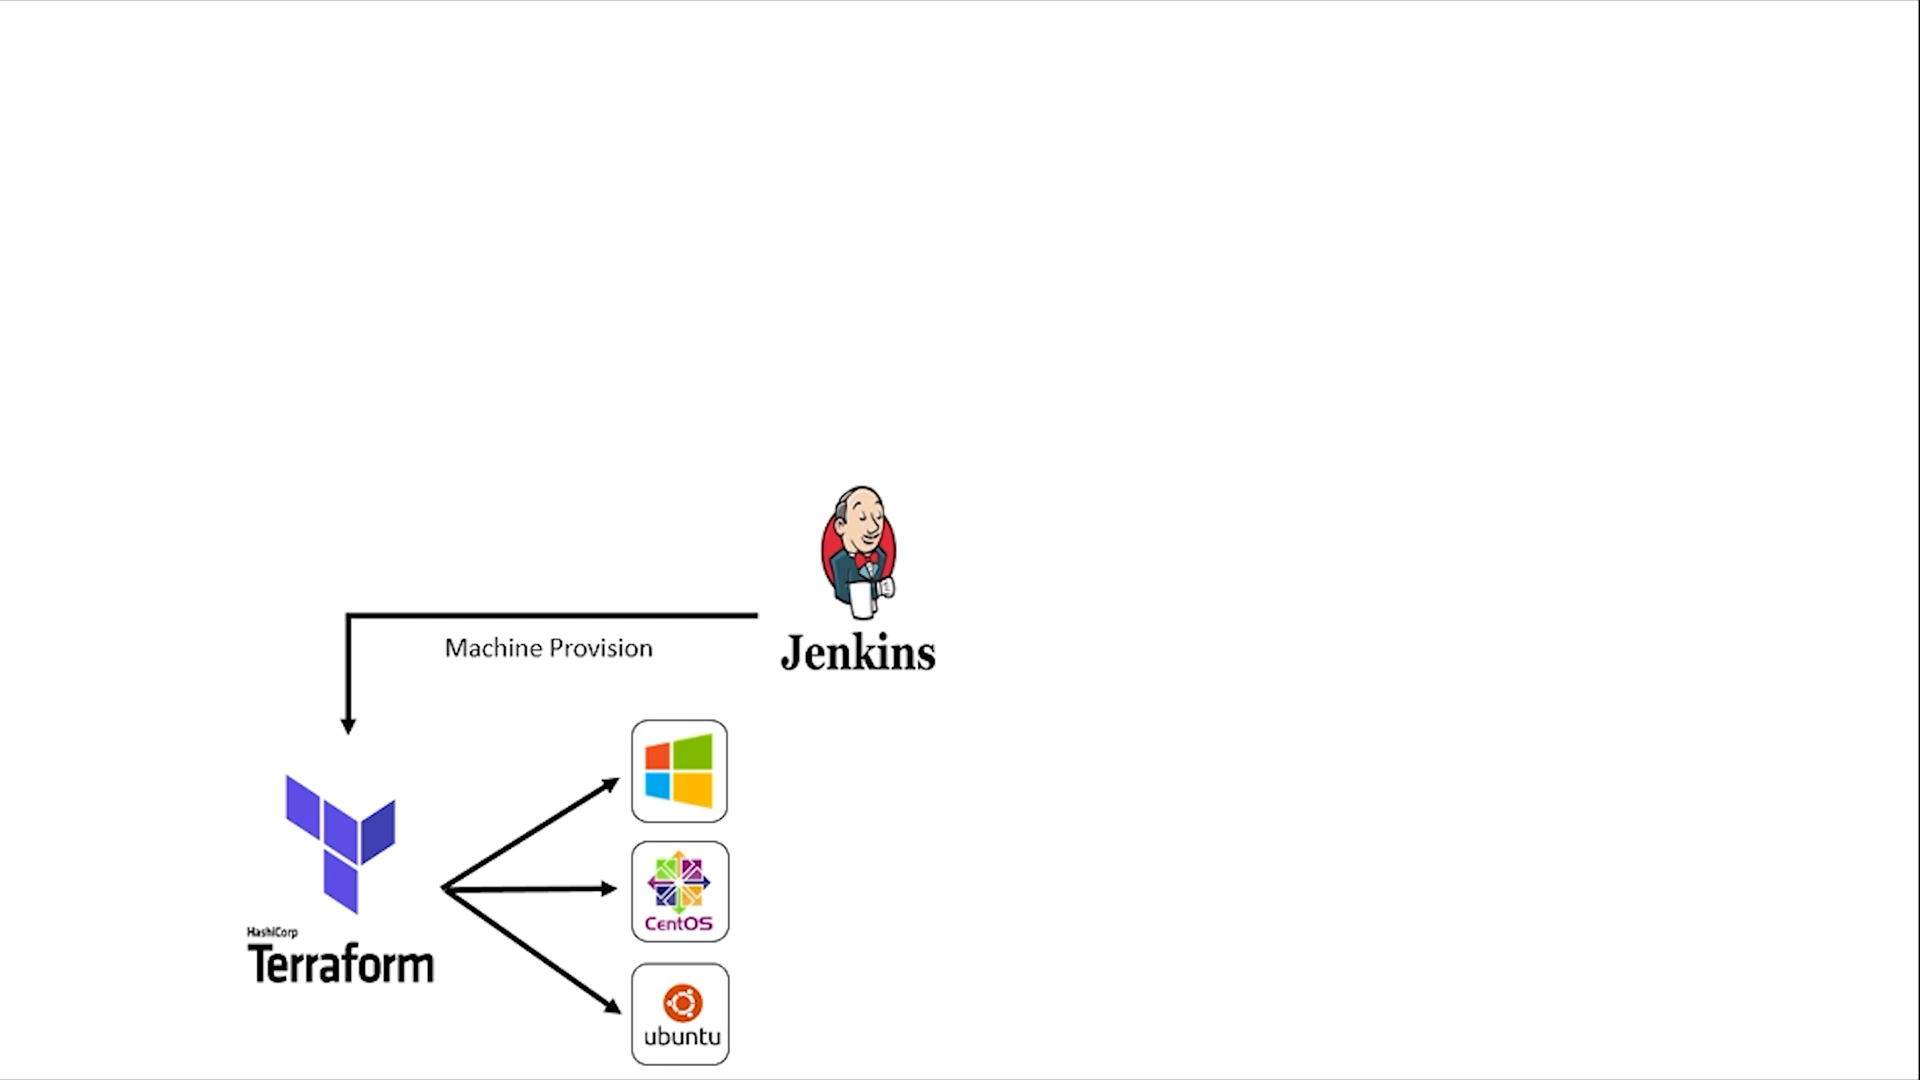 Machine Provision
Jenkins
HashiCorp
Terraform
CentOS
ubuntu